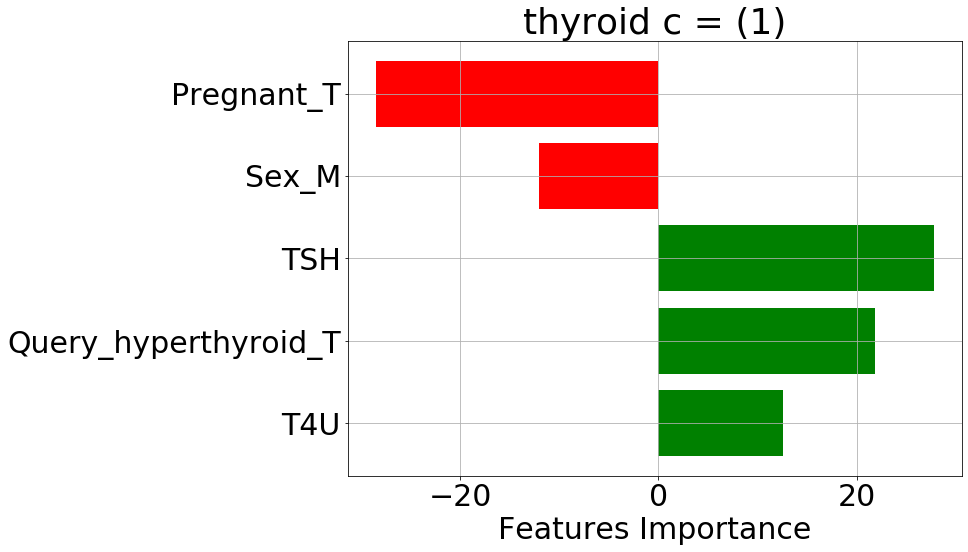 thyroid c = (1)
Pregnant_T
Sex_M
TSH
Query_hyperthyroid_T
T4U
−20 0 20
Features Importance